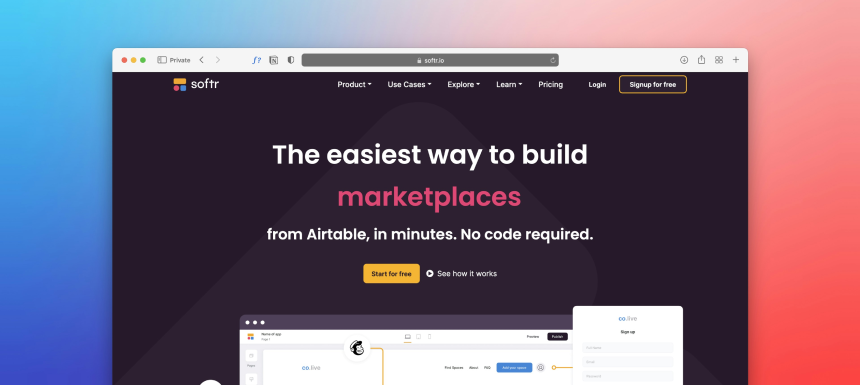 Private
softr.io
softr
Product
Use Cases
Explore
Learn
Pricing
Login
Signup for free
The easiest way to build
marketplaces
from Airtable, in minutes. No code required.
Start for free
See how it works
Name of app
Page 1
Preview
Publish
Pages
co.live
Find Spaces
About
FAQ
Add your space
co.live
Sign up
Full name
Email
Password